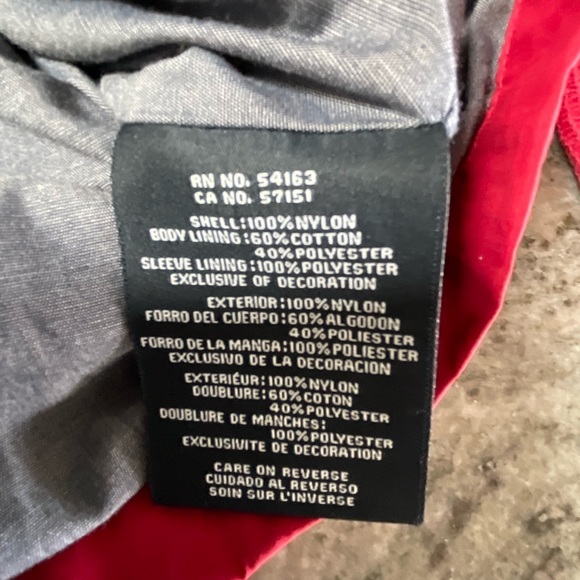 RN NO. 54163
CA NO. 57151
SHELL:100%NYLON
BODY LINING:60%COTTON
40%POLYESTER
SLEEVE LINING:100%POLYESTER
EXCLUSIVE OF DECORATION
EXTERIOR:100%NYLON
FORRO DEL CUERPO:60%ALGODON
40%POLIESTER
FORRO DE LA MANGA:100%POLIESTER
EXCLUSIVO DE LA DECORACION
EXTERIÉUR:100%NYLON
DOUBLURE:60%COTON
40%POLYESTER
DOUBLURE DE MANCHES:
100%POLYESTER
EXCLUSIVITE DE DECORATION
CARE ON REVERSE
CUIDADO AL REVERSO
SOIN SUR L'INVERSE